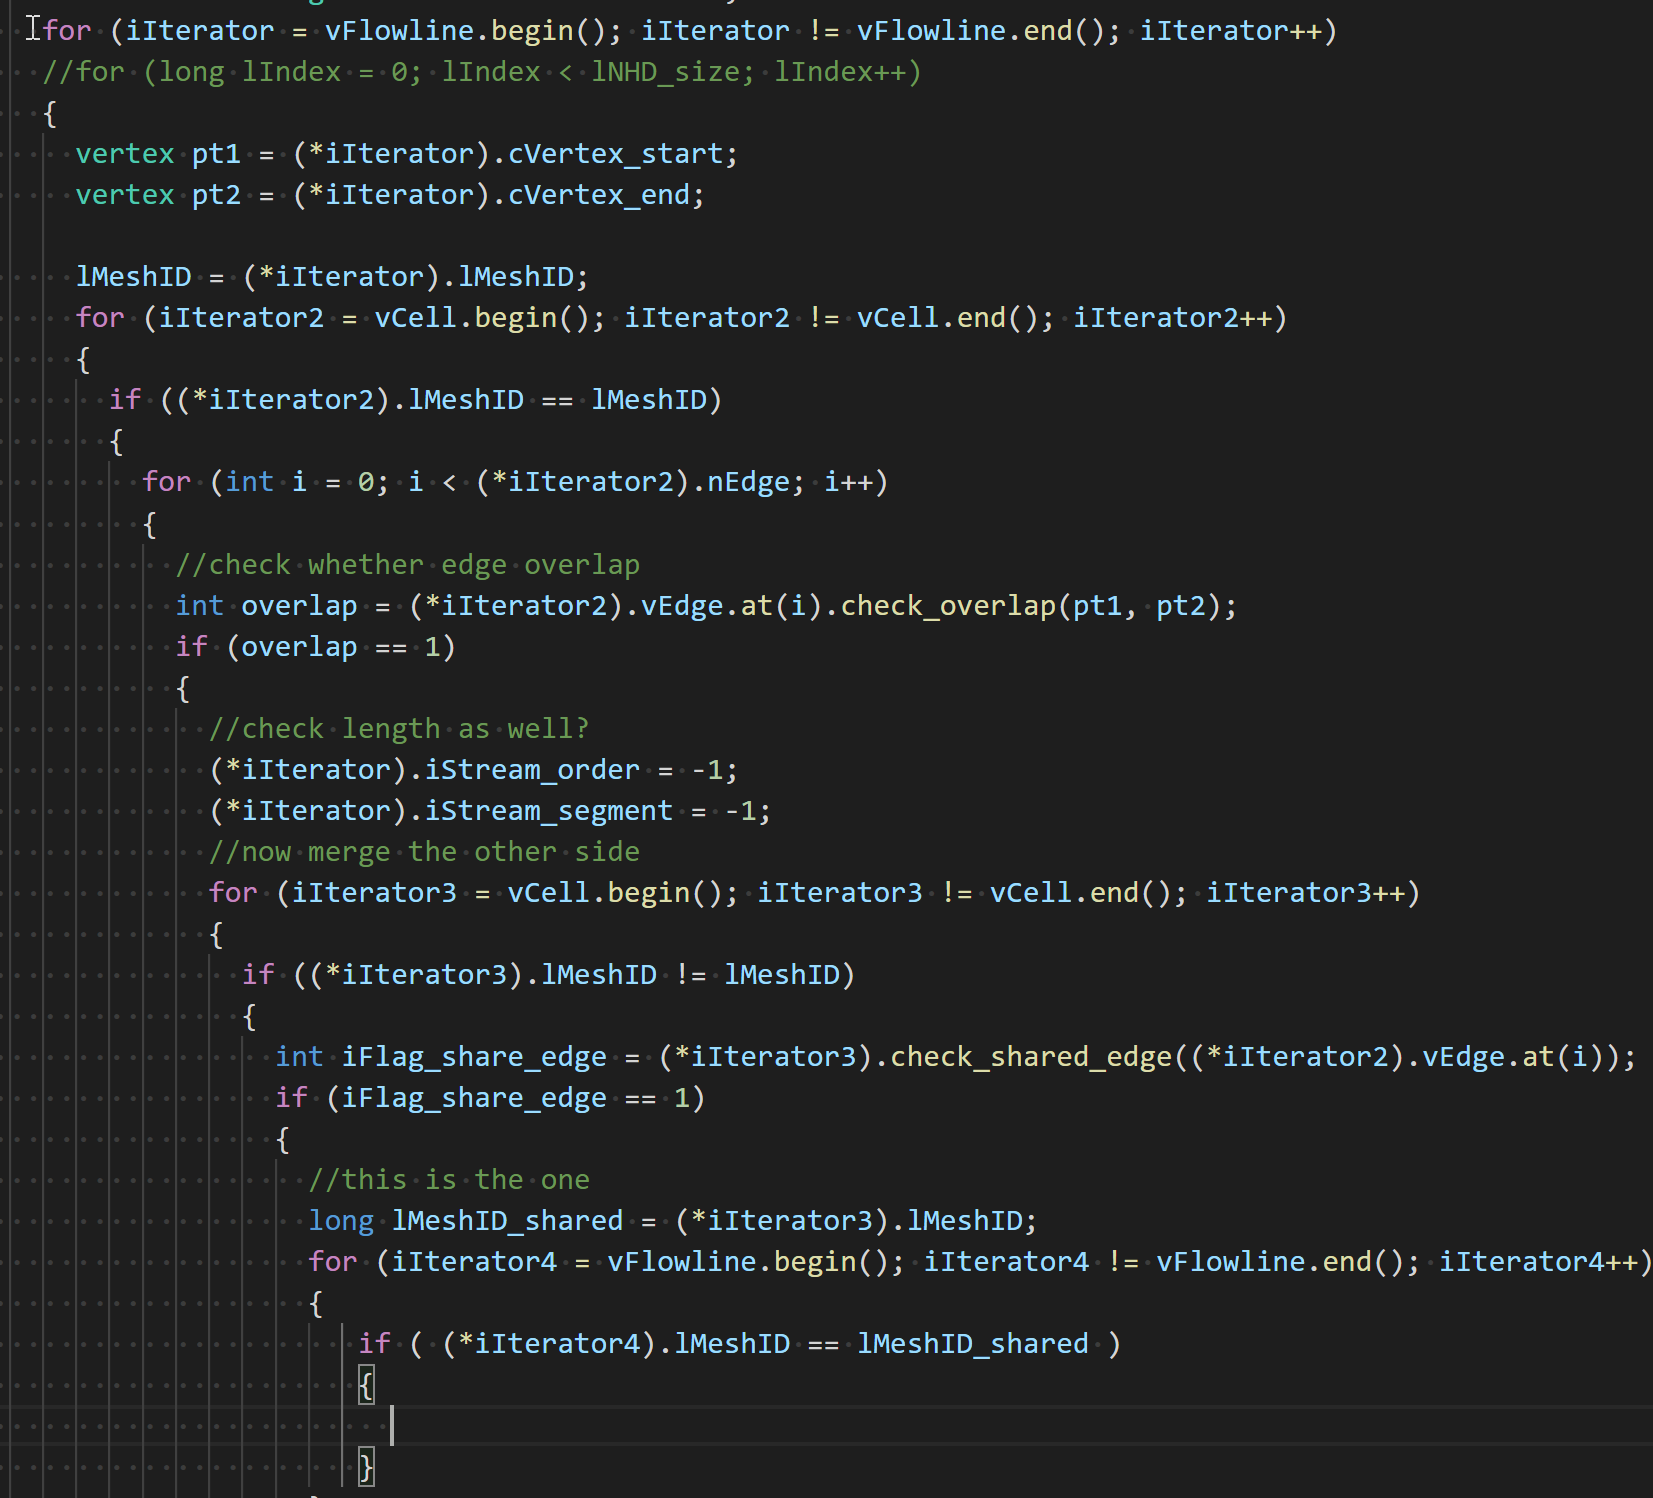 for (iIterator = vFlowline.begin(); iIterator != vFlowline.end(); iIterator++)
//for (long lIndex = 0; lIndex < lNHD_size; lIndex++)
{
vertex pt1 = (*iIterator).cVertex_start;
vertex pt2 = (*iIterator).cVertex_end;
lMeshID = (*iIterator).lMeshID;
for (iIterator2 = vCell.begin(); iIterator2 != vCell.end(); iIterator2++)
{
if ((*iIterator2).lMeshID == lMeshID)
{
for (int i = 0; i < (*iIterator2).nEdge; i++)
{
//check whether edge overlap
int overlap = (*iIterator2).vEdge.at(i).check_overlap(pt1, pt2);
if (overlap == 1)
{
//check length as well?
(*iIterator).iStream_order = -1;
(*iIterator).iStream_segment = -1;
//now merge the other side
for (iIterator3 = vCell.begin(); iIterator3 != vCell.end(); iIterator3++)
{
if ((*iIterator3).lMeshID != lMeshID)
{
int iFlag_share_edge = (*iIterator3).check_shared_edge((*iIterator2).vEdge.at(i));
if (iFlag_share_edge == 1)
{
//this is the one
long lMeshID_shared = (*iIterator3).lMeshID;
for (iIterator4 = vFlowline.begin(); iIterator4 != vFlowline.end(); iIterator4++)
{
if ( (*iIterator4).lMeshID == lMeshID_shared )
{
}